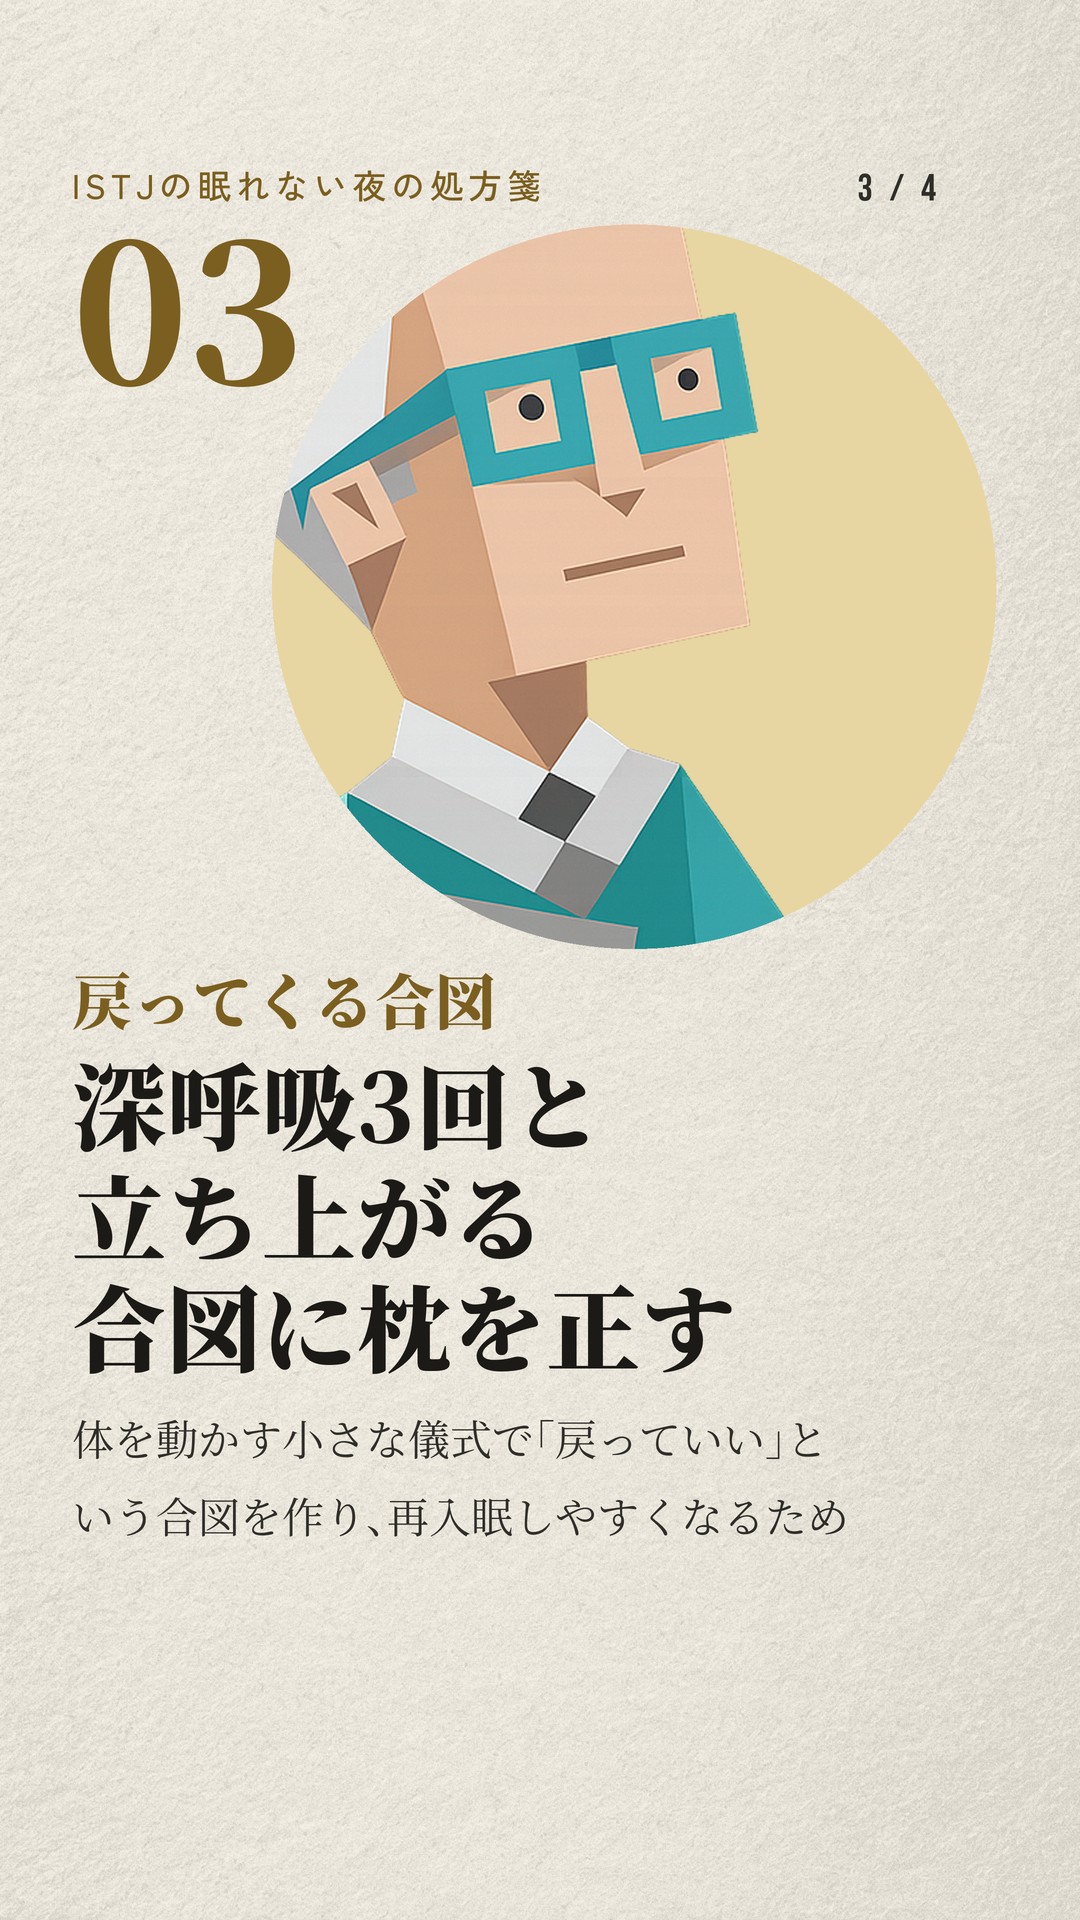 ISTJの眠れない夜の処方箋
3 / 4
03
戻ってくる合図
深呼吸3回と
立ち上がる
合図に枕を正す
体を動かす小さな儀式で「戻っていい」と
いう合図を作り、再入眠しやすくなるため